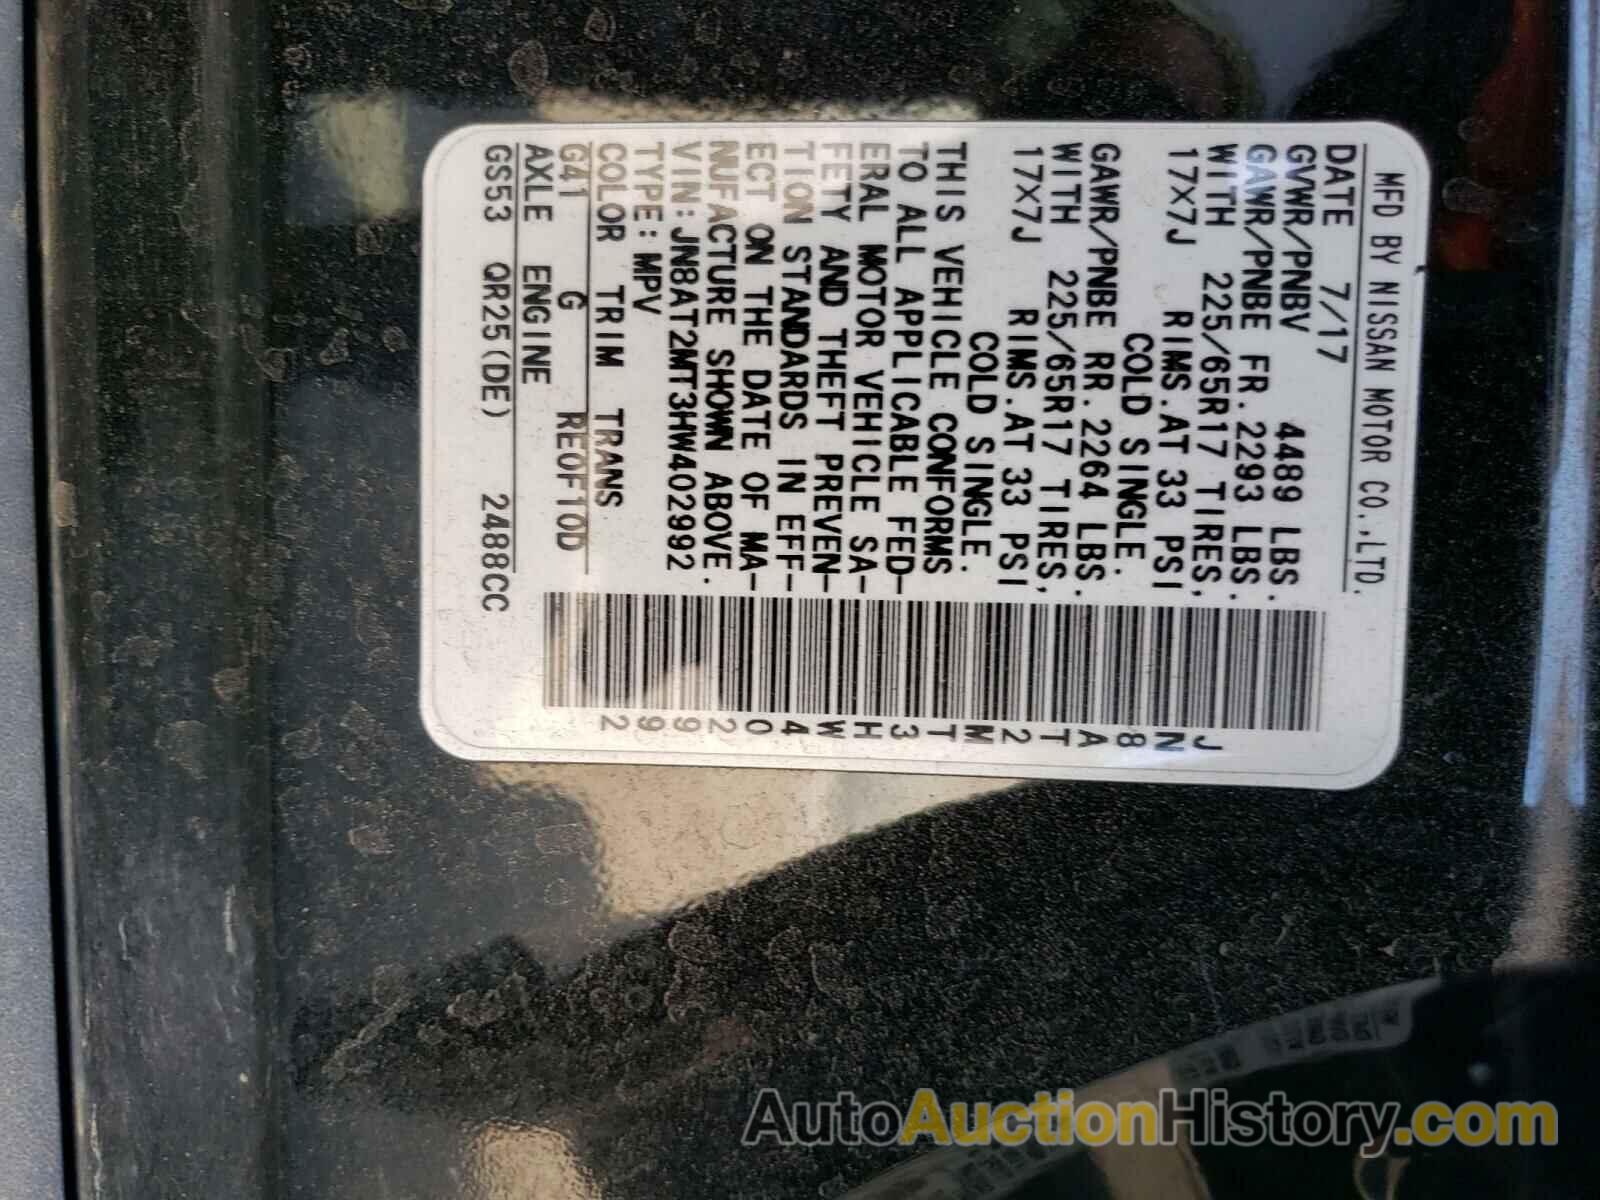 MFD BY NISSAN MOTOR CO.,LTD.
DATE 7/17
GVWR/PNBV 4489 LBS.
GAWR/PNBE FR.2293 LBS.
WITH 225/65R17 TIRES,
17X7J RIMS.AT 33 PSI
COLD SINGLE.
GAWR/PNBE RR.2264 LBS.
WITH 225/65R17 TIRES,
17X7J RIMS.AT 33 PSI
COLD SINGLE.
THIS VEHICLE CONFORMS
TO ALL APPLICABLE FED-
ERAL MOTOR VEHICLE SA-
FETY AND THEFT PREVEN-
TION STANDARDS IN EFF-
ECT ON THE DATE OF MA-
NUFACTURE SHOWN ABOVE.
VIN:JN8AT2MT3HW402992
TYPE:MPV
COLOR TRIM TRANS
G41 G RE0F10D
AXLE ENGINE
GS53 QR25(DE) 2488CC
JN8AT2MT3HW402992
AutoAuctionHistory.com